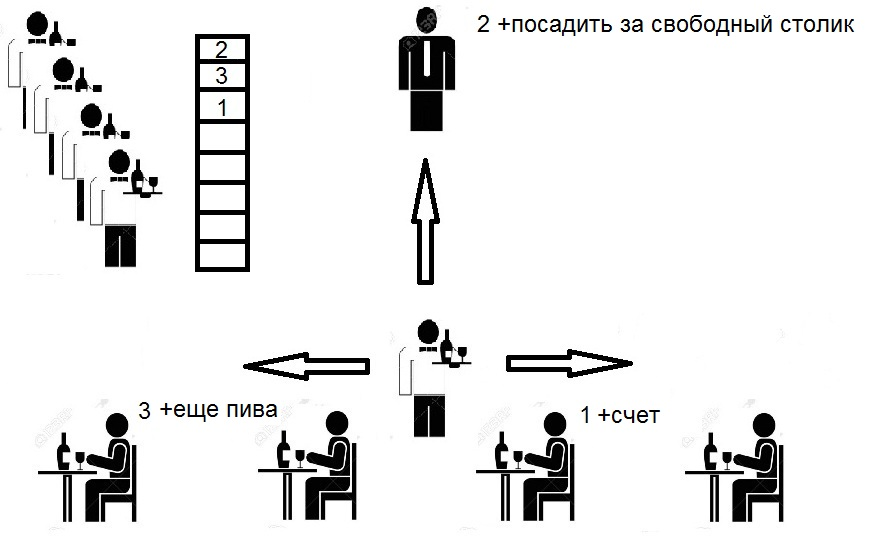 2 +посадить за свободный столик
2
3
1
3 +еще пива
1 +счет